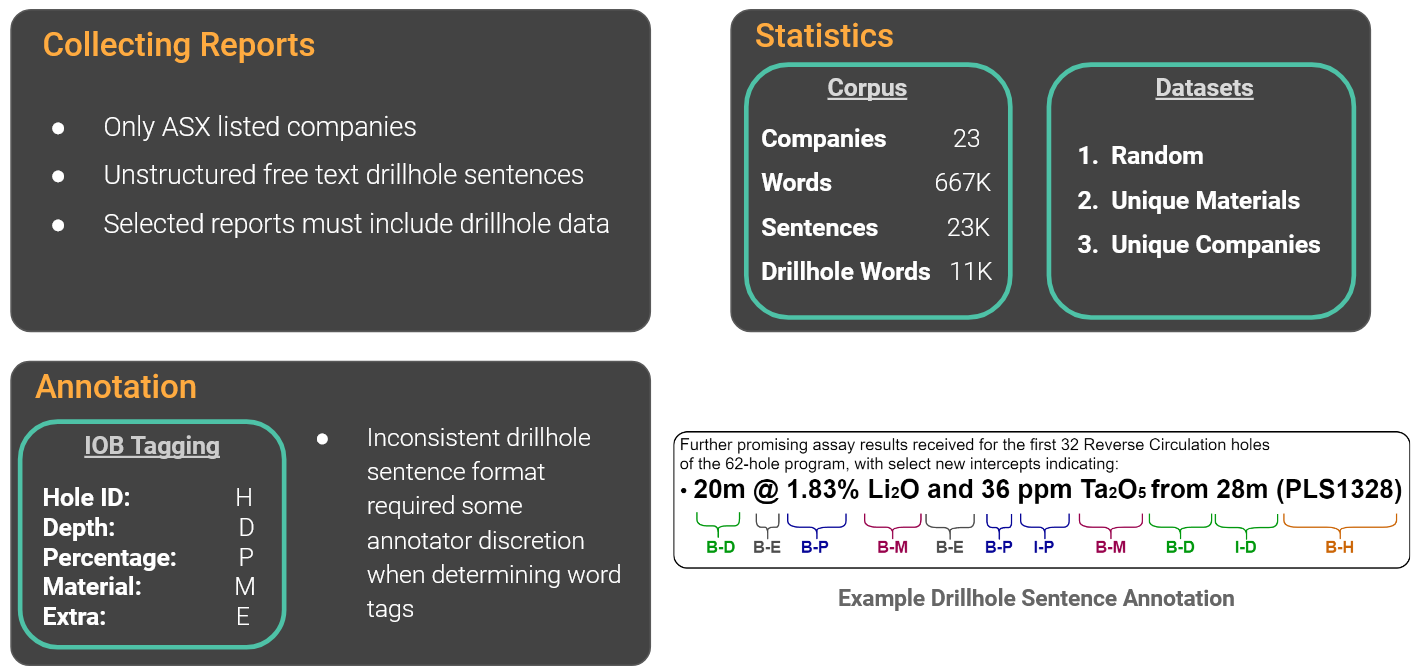 Collecting Reports
● Only ASX listed companies
● Unstructured free text drillhole sentences
● Selected reports must include drillhole data
Statistics
Corpus
Companies 23
Words 667K
Sentences 23K
Drillhole Words 11K
Datasets
1. Random
2. Unique Materials
3. Unique Companies
Annotation
IOB Tagging
Hole ID: H
Depth: D
Percentage: P
Material: M
Extra: E
● Inconsistent drillhole
sentence format
required some
annotator discretion
when determining word
tags
Further promising assay results received for the first 32 Reverse Circulation holes
of the 62-hole program, with select new intercepts indicating:
• 20m @ 1.83% Li₂O and 36 ppm Ta₂O₅ from 28m (PLS1328)
B-D B-E B-P B-M B-E B-P I-P B-M B-D I-D B-H
Example Drillhole Sentence Annotation